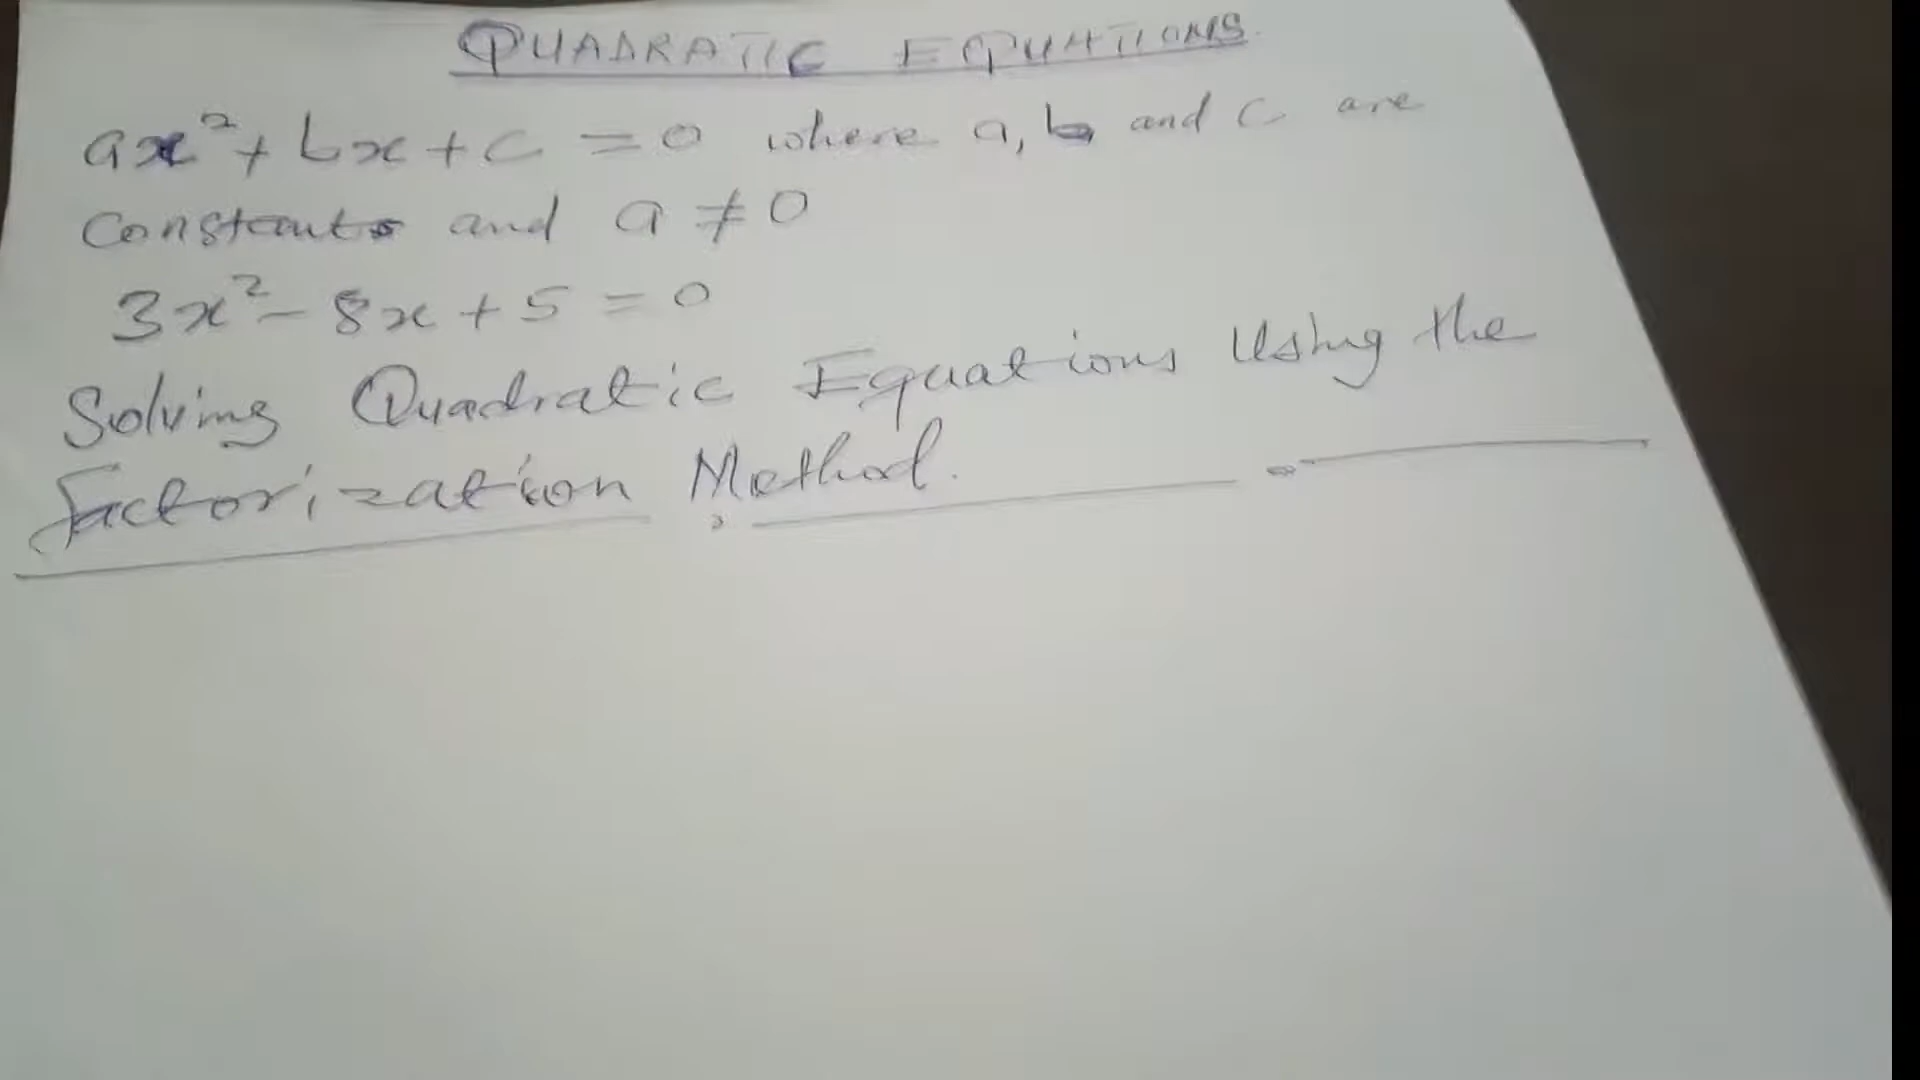 QUADRATIC EQUATIONS.
ax² + bx + c = 0 where a, b and c are
constants and a ≠ 0
3x² - 8x + 5 = 0
Solving Quadratic Equations Using the
Factorization Method.